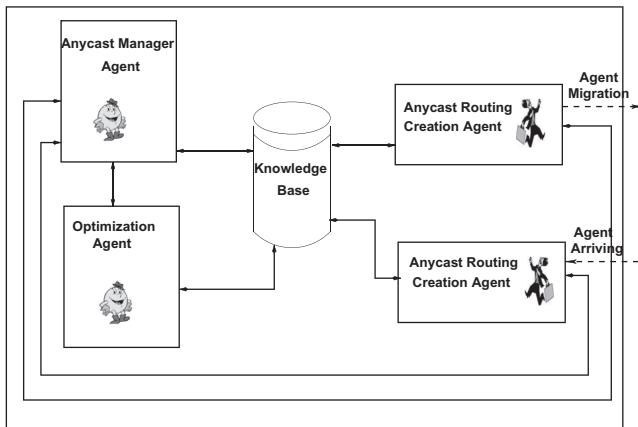 Anycast Manager
Agent
Agent
Migration
Anycast Routing
Creation Agent
Knowledge
Base
Optimization
Agent
Agent
Arriving
Anycast Routing
Creation Agent